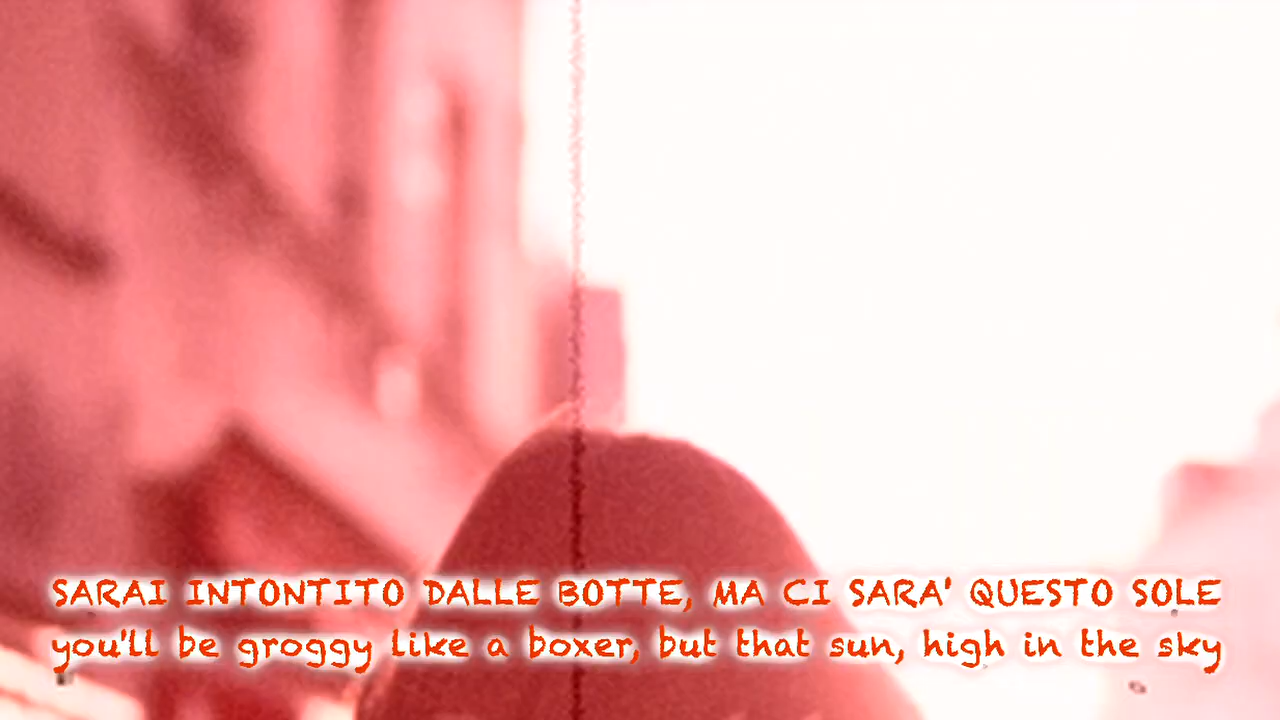 SARAI INTONTITO DALLE BOTTE, MA CI SARA' QUESTO SOLE
you'll be groggy like a boxer, but that sun, high in the sky